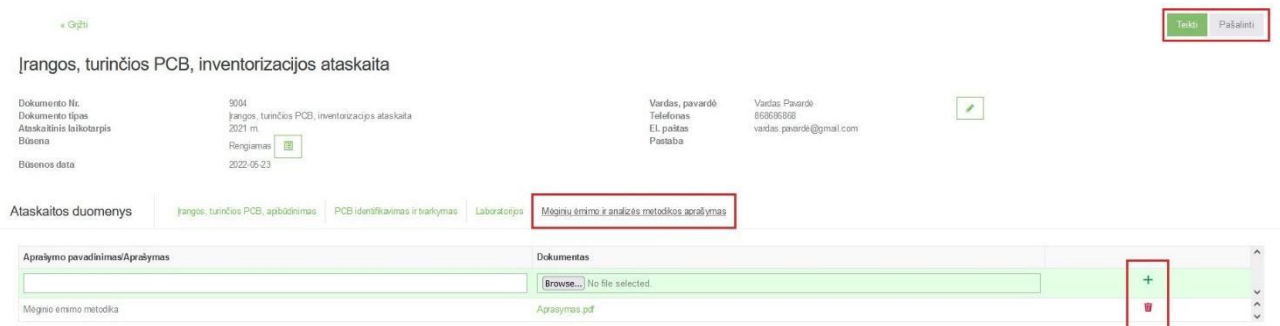 « Grįžti
Teikti Pašalinti
Įrangos, turinčios PCB, inventorizacijos ataskaita
Dokumento Nr. 9004 Vardas, pavardė Vardas Pavardė
Dokumento tipas Įrangos, turinčios PCB, inventorizacijos ataskaita Telefonas 868686868
Ataskaitinis laikotarpis 2021 m. El. paštas vardas.pavardė@gmail.com
Būsena Rengiamas Pastaba
Būsenos data 2022-05-23
Ataskaitos duomenys Įrangos, turinčios PCB, apibūdinimas PCB identifikavimas ir tvarkymas Laboratorijos Mėginių ėmimo ir analizės metodikos aprašymas
Aprašymo pavadinimas/Aprašymas Dokumentas
Browse... No file selected.
Mėginio ėmimo metodika Aprasymas.pdf